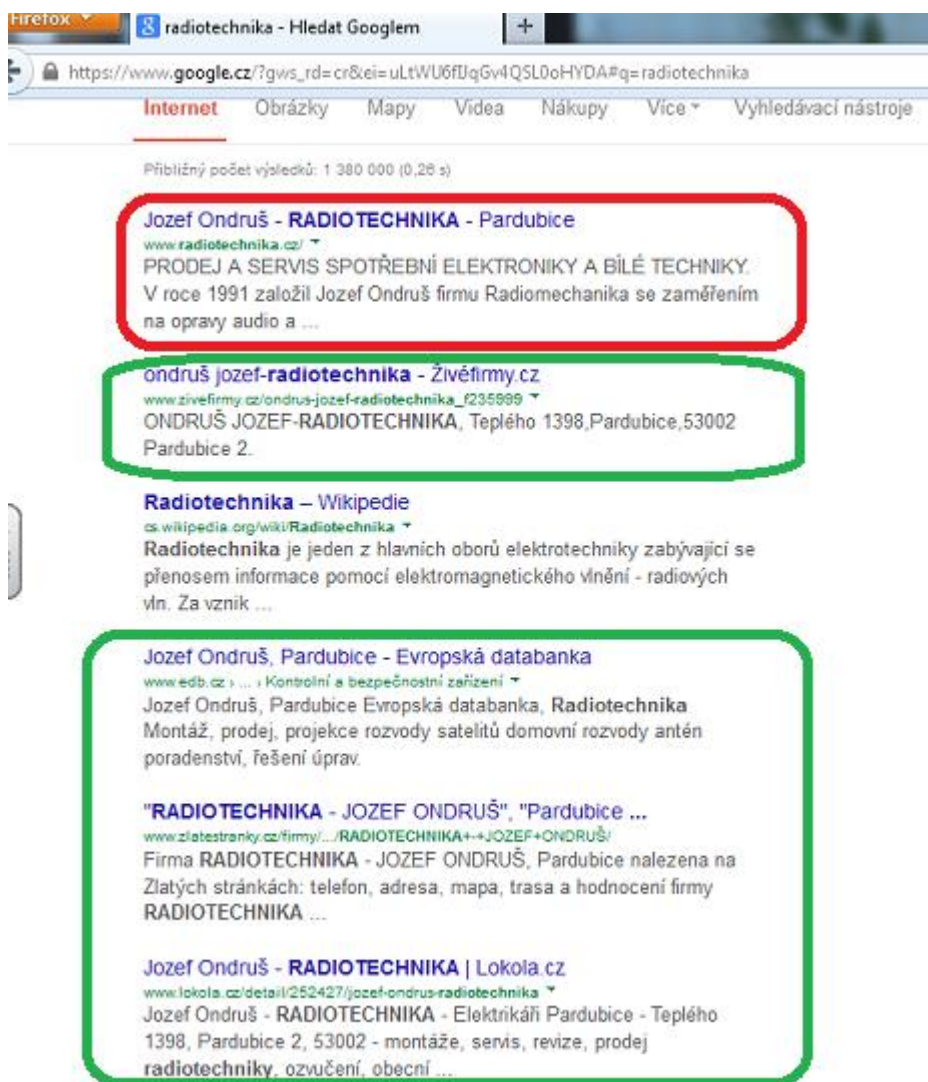 Firefox
radiotechnika - Hledat Googlem
+
https://www.google.cz/?gws_rd=cr&ei=uLtWU6fIJqGv4QSL0oHYDA#q=radiotechnika
Internet Obrázky Mapy Videa Nákupy Více Vyhledávací nástroje
Přibližný počet výsledků: 1 380 000 (0,26 s)
Jozef Ondruš - RADIOTECHNIKA - Pardubice
www.radiotechnika.cz/
PRODEJ A SERVIS SPOTŘEBNÍ ELEKTRONIKY A BÍLÉ TECHNIKY.
V roce 1991 založil Jozef Ondruš firmu Radiomechanika se zaměřením
na opravy audio a ...
ondruš jozef-radiotechnika - Živéfirmy.cz
www.zivefirmy.cz/ondrus-jozef-radiotechnika_f235999
ONDRUŠ JOZEF-RADIOTECHNIKA, Teplého 1398,Pardubice,53002
Pardubice 2.
Radiotechnika – Wikipedie
cs.wikipedia.org/wiki/Radiotechnika
Radiotechnika je jeden z hlavních oborů elektrotechniky zabývající se
přenosem informace pomocí elektromagnetického vlnění - radiových
vln. Za vznik ...
Jozef Ondruš, Pardubice - Evropská databanka
www.edb.cz › ... › Kontrolní a bezpečnostní zařízení
Jozef Ondruš, Pardubice Evropská databanka, Radiotechnika
Montáž, prodej, projekce rozvody satelitů domovní rozvody antén
poradenství, řešení úprav.
"RADIOTECHNIKA - JOZEF ONDRUŠ", "Pardubice ...
www.zlatestranky.cz/firmy/.../RADIOTECHNIKA+-+JOZEF+ONDRUŠ/
Firma RADIOTECHNIKA - JOZEF ONDRUŠ, Pardubice nalezena na
Zlatých stránkách: telefon, adresa, mapa, trasa a hodnocení firmy
RADIOTECHNIKA ...
Jozef Ondruš - RADIOTECHNIKA | Lokola.cz
www.lokola.cz/detail/252427/jozef-ondrus-radiotechnika
Jozef Ondruš - RADIOTECHNIKA - Elektrikáři Pardubice - Teplého
1398, Pardubice 2, 53002 - montáže, servis, revize, prodej
radiotechniky, ozvučení, obecní ...